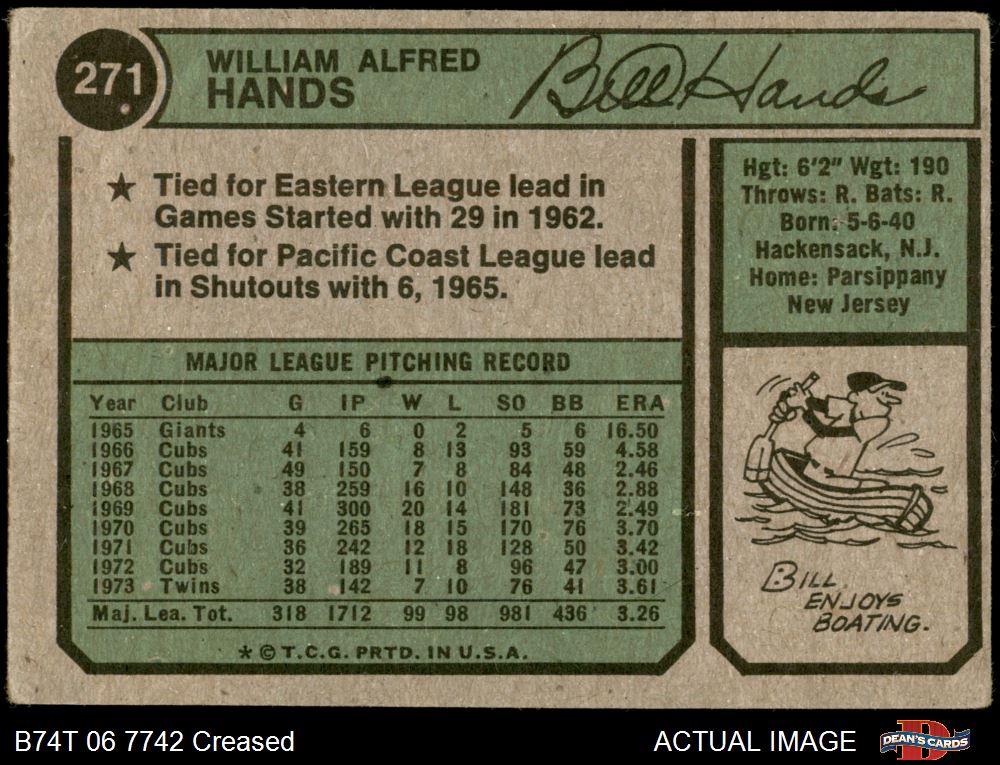 271
WILLIAM ALFRED
HANDS
Bill Hands
★ Tied for Eastern League lead in
Games Started with 29 in 1962.
★ Tied for Pacific Coast League lead
in Shutouts with 6, 1965.
Hgt: 6'2" Wgt: 190
Throws: R. Bats: R.
Born: 5-6-40
Hackensack, N.J.
Home: Parsippany
New Jersey
MAJOR LEAGUE PITCHING RECORD
Year Club G IP W L SO BB ERA
1965 Giants 4 6 0 2 5 6 16.50
1966 Cubs 41 159 8 13 93 59 4.58
1967 Cubs 49 150 7 8 84 48 2.46
1968 Cubs 38 259 16 10 148 36 2.88
1969 Cubs 41 300 20 14 181 73 2.49
1970 Cubs 39 265 18 15 170 76 3.70
1971 Cubs 36 242 12 18 128 50 3.42
1972 Cubs 32 189 11 8 96 47 3.00
1973 Twins 38 142 7 10 76 41 3.61
Maj. Lea. Tot. 318 1712 99 98 981 436 3.26
* © T.C.G. PRTD. IN U.S.A.
BILL
ENJOYS
BOATING.
B74T 06 7742 Creased
ACTUAL IMAGE
D
DEAN'S CARDS